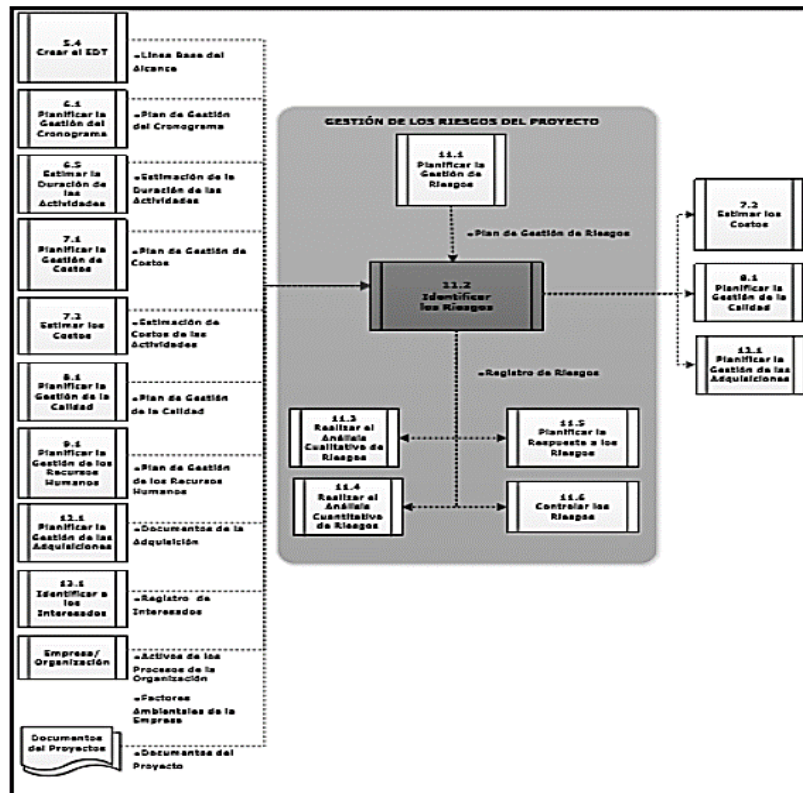 5.4
Crear el EDT
Línea Base del
Alcance
6.1
Planificar la
Gestión del
Cronograma
Plan de Gestión
del Cronograma
6.5
Estimar la
Duración de
las
Actividades
Estimación de la
Duración de las
Actividades
7.1
Planificar la
Gestión de
Costos
Plan de Gestión de
Costos
7.2
Estimar los
Costos
Estimación de
Costos de las
Actividades
8.1
Planificar la
Gestión de la
Calidad
Plan de Gestión
de la Calidad
9.1
Planificar la
Gestión de los
Recursos
Humanos
Plan de Gestión
de los Recursos
Humanos
12.1
Planificar la
Gestión de las
Adquisiciones
Documentos de la
Adquisición
13.1
Identificar a
los
Interesados
Registro de
Interesados
Empresa/
Organización
Activos de los
Procesos de la
Organización
Factores
Ambientales de la
Empresa
Documentos
del Proyectos
Documentos del
Proyecto
GESTIÓN DE LOS RIESGOS DEL PROYECTO
11.1
Planificar la
Gestión de
Riesgos
Plan de Gestión de Riesgos
11.2
Identificar
los Riesgos
Registro de Riesgos
11.3
Realizar el
Análisis
Cualitativo de
Riesgos
11.5
Planificar la
Respuesta a los
Riesgos
11.4
Realizar el
Análisis
Cuantitativo
de Riesgos
11.6
Controlar los
Riesgos
7.2
Estimar los
Costos
8.1
Planificar la
Gestión de la
Calidad
12.1
Planificar la
Gestión de las
Adquisiciones